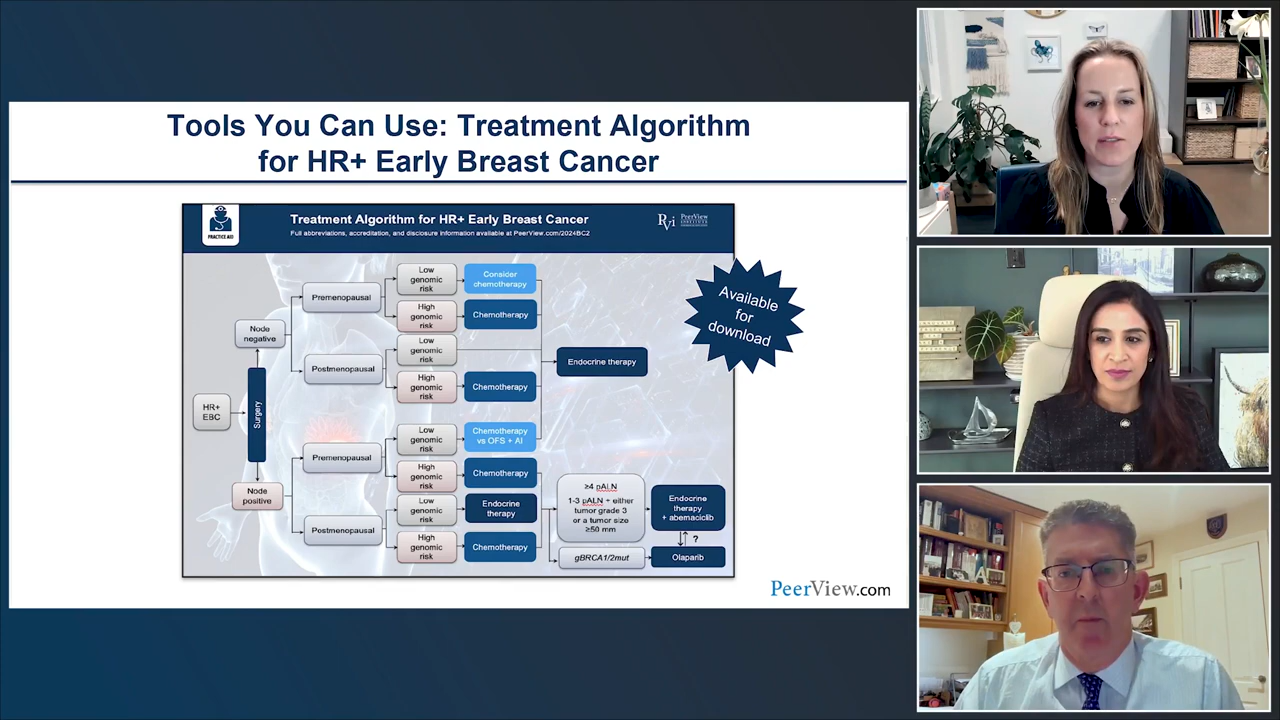 Tools You Can Use: Treatment Algorithm
for HR+ Early Breast Cancer
PRACTICE AID
Treatment Algorithm for HR+ Early Breast Cancer
Full abbreviations, accreditation, and disclosure information available at PeerView.com/2024BC2
PVi
PeerView
Available
for
download
HR+
EBC
Surgery
Node
negative
Premenopausal
Low
genomic
risk
Consider
chemotherapy
High
genomic
risk
Chemotherapy
Postmenopausal
Low
genomic
risk
High
genomic
risk
Chemotherapy
Endocrine therapy
Node
positive
Premenopausal
Low
genomic
risk
Chemotherapy
vs OFS + AI
High
genomic
risk
Chemotherapy
Postmenopausal
Low
genomic
risk
Endocrine
therapy
High
genomic
risk
Chemotherapy
≥4 pALN
1-3 pALN + either
tumor grade 3
or a tumor size
≥50 mm
Endocrine
therapy
+ abemaciclib
?
gBRCA1/2mut
Olaparib
PeerView.com